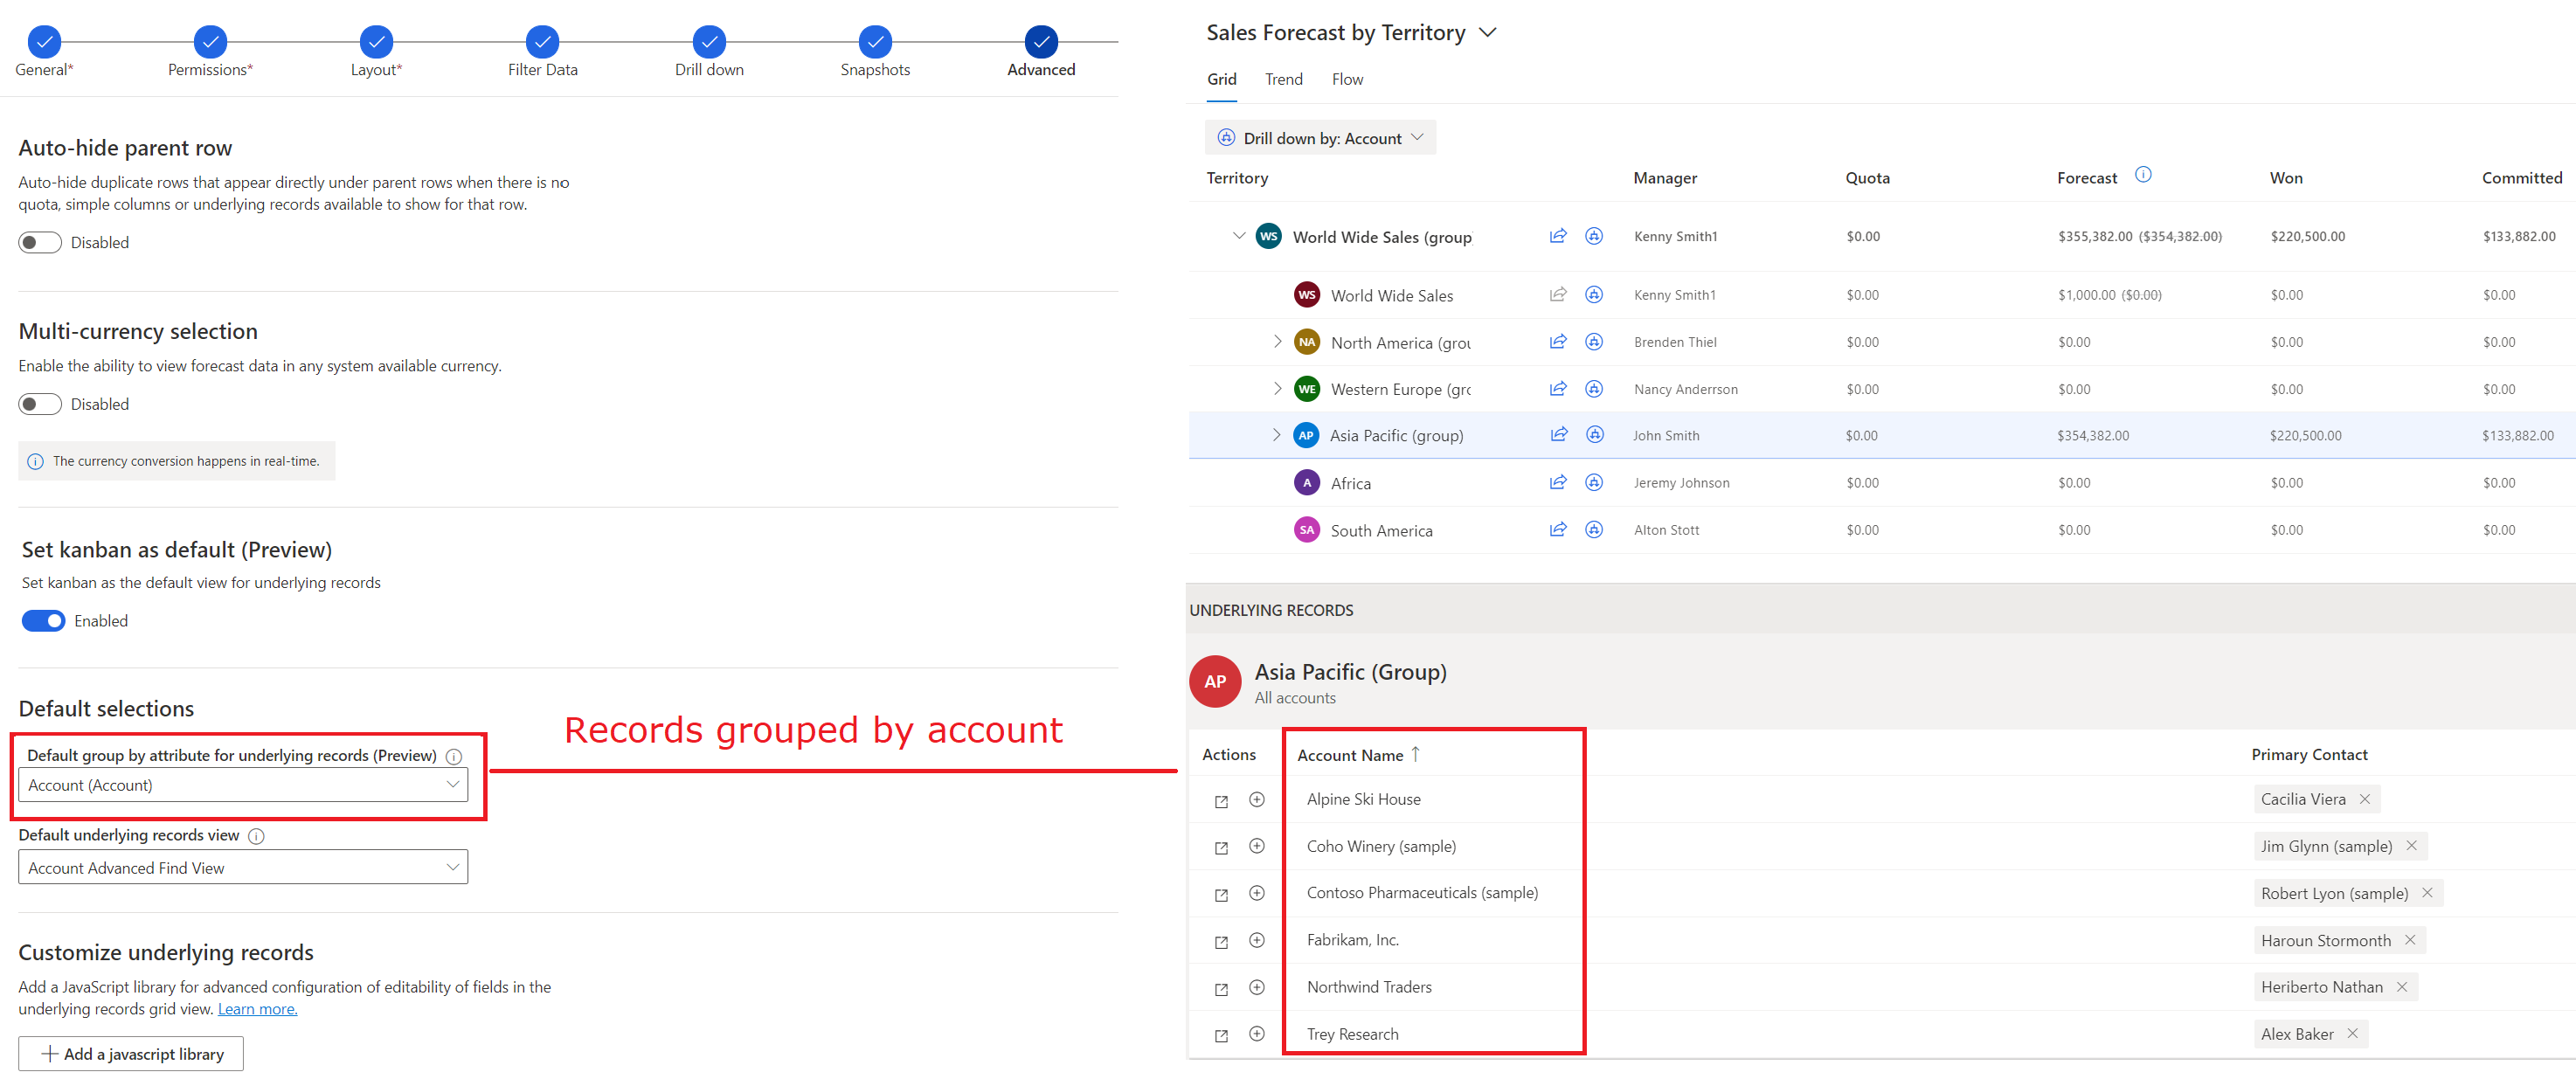 General*
Permissions*
Layout*
Filter Data
Drill down
Snapshots
Advanced
Auto-hide parent row
Auto-hide duplicate rows that appear directly under parent rows when there is no
quota, simple columns or underlying records available to show for that row.
Disabled
Multi-currency selection
Enable the ability to view forecast data in any system available currency.
Disabled
The currency conversion happens in real-time.
Set kanban as default (Preview)
Set kanban as the default view for underlying records
Enabled
Default selections
Default group by attribute for underlying records (Preview)
Account (Account)
Default underlying records view
Account Advanced Find View
Customize underlying records
Add a JavaScript library for advanced configuration of editability of fields in the
underlying records grid view. Learn more.
Add a javascript library
Records grouped by account
Sales Forecast by Territory
Grid Trend Flow
Drill down by: Account
Territory Manager Quota Forecast Won Committed
WS World Wide Sales (group Kenny Smith1 $0.00 $355,382.00 ($354,382.00) $220,500.00 $133,882.00
WS World Wide Sales Kenny Smith1 $0.00 $1,000.00 ($0.00) $0.00 $0.00
NA North America (grou Brenden Thiel $0.00 $0.00 $0.00 $0.00
WE Western Europe (grc Nancy Anderrson $0.00 $0.00 $0.00 $0.00
AP Asia Pacific (group) John Smith $0.00 $354,382.00 $220,500.00 $133,882.00
A Africa Jeremy Johnson $0.00 $0.00 $0.00 $0.00
SA South America Alton Stott $0.00 $0.00 $0.00 $0.00
UNDERLYING RECORDS
AP Asia Pacific (Group)
All accounts
Actions Account Name Primary Contact
Alpine Ski House Cacilia Viera
Coho Winery (sample) Jim Glynn (sample)
Contoso Pharmaceuticals (sample) Robert Lyon (sample)
Fabrikam, Inc. Haroun Stormonth
Northwind Traders Heriberto Nathan
Trey Research Alex Baker